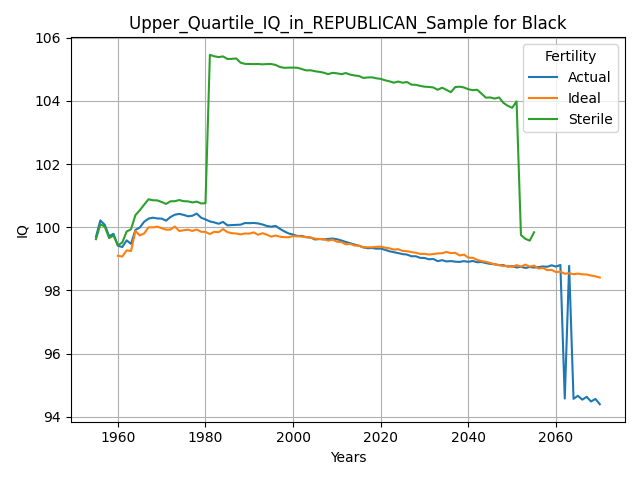 Upper_Quartile_IQ_in_REPUBLICAN_Sample for Black
IQ
106
104
102
100
98
96
94
Fertility
Actual
Ideal
Sterile
1960
1980
2000
2020
2040
2060
Years